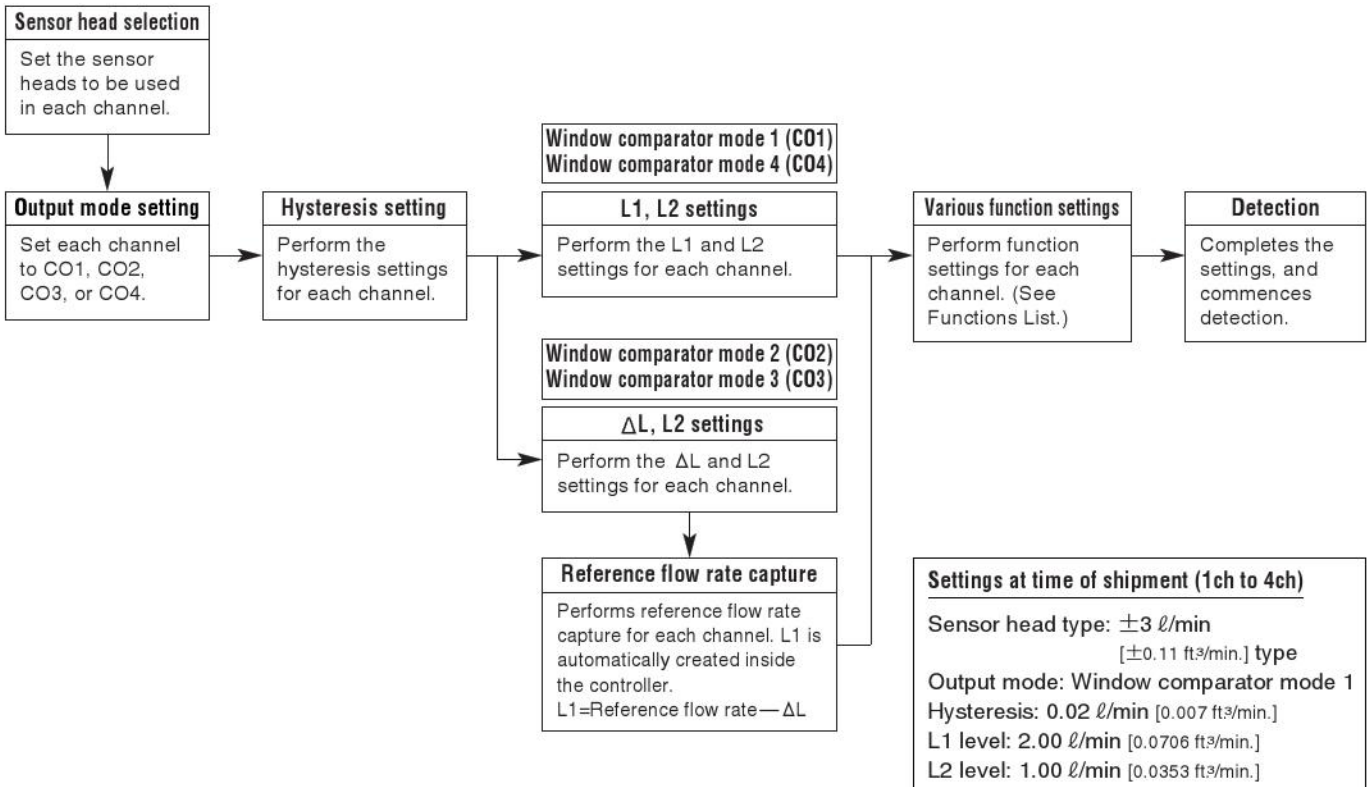 Sensor head selection
Set the sensor
heads to be used
in each channel.
Output mode setting
Set each channel
to CO1, CO2,
CO3, or CO4.
Hysteresis setting
Perform the
hysteresis settings
for each channel.
Window comparator mode 1 (CO1)
Window comparator mode 4 (CO4)
L1, L2 settings
Perform the L1 and L2
settings for each channel.
Window comparator mode 2 (CO2)
Window comparator mode 3 (CO3)
ΔL, L2 settings
Perform the ΔL and L2
settings for each channel.
Reference flow rate capture
Performs reference flow rate
capture for each channel. L1 is
automatically created inside
the controller.
L1=Reference flow rate—ΔL
Various function settings
Perform function
settings for each
channel. (See
Functions List.)
Detection
Completes the
settings, and
commences
detection.
Settings at time of shipment (1ch to 4ch)
Sensor head type: ±3 ℓ/min
[±0.11 ft³/min.] type
Output mode: Window comparator mode 1
Hysteresis: 0.02 ℓ/min [0.007 ft³/min.]
L1 level: 2.00 ℓ/min [0.0706 ft³/min.]
L2 level: 1.00 ℓ/min [0.0353 ft³/min.]